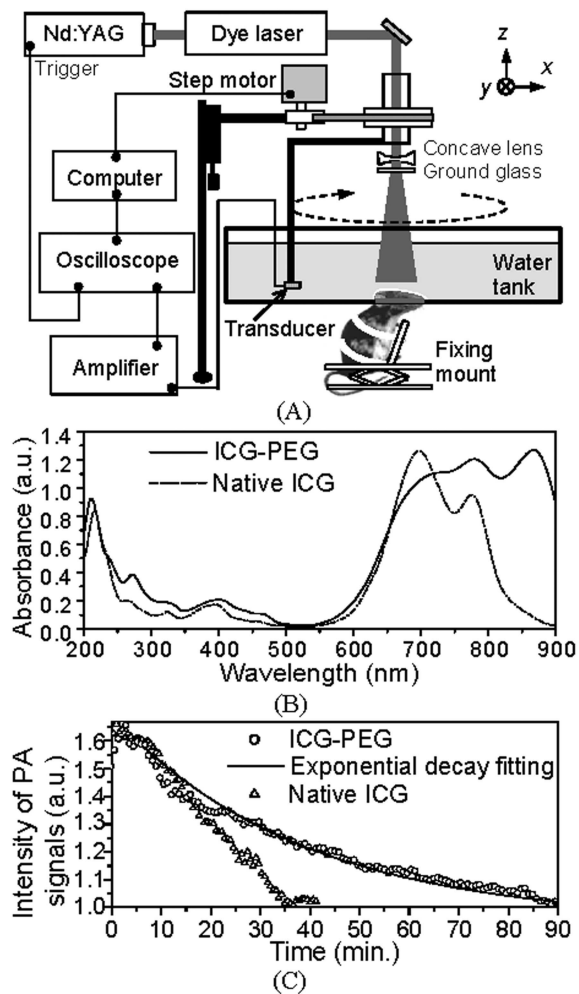 Nd:YAG
Dye laser
Trigger
Step motor
z
x
y
Concave lens
Ground glass
Computer
Oscilloscope
Water
tank
Transducer
Amplifier
Fixing
mount
(A)
Absorbance (a.u.)
1.4
1.2
1.0
0.8
0.6
0.4
0.2
0.0
ICG-PEG
Native ICG
200 300 400 500 600 700 800 900
Wavelength (nm)
(B)
Intensity of PA
signals (a.u.)
1.6
1.5
1.4
1.3
1.2
1.1
1.0
ICG-PEG
Exponential decay fitting
Native ICG
0 10 20 30 40 50 60 70 80 90
Time (min.)
(C)